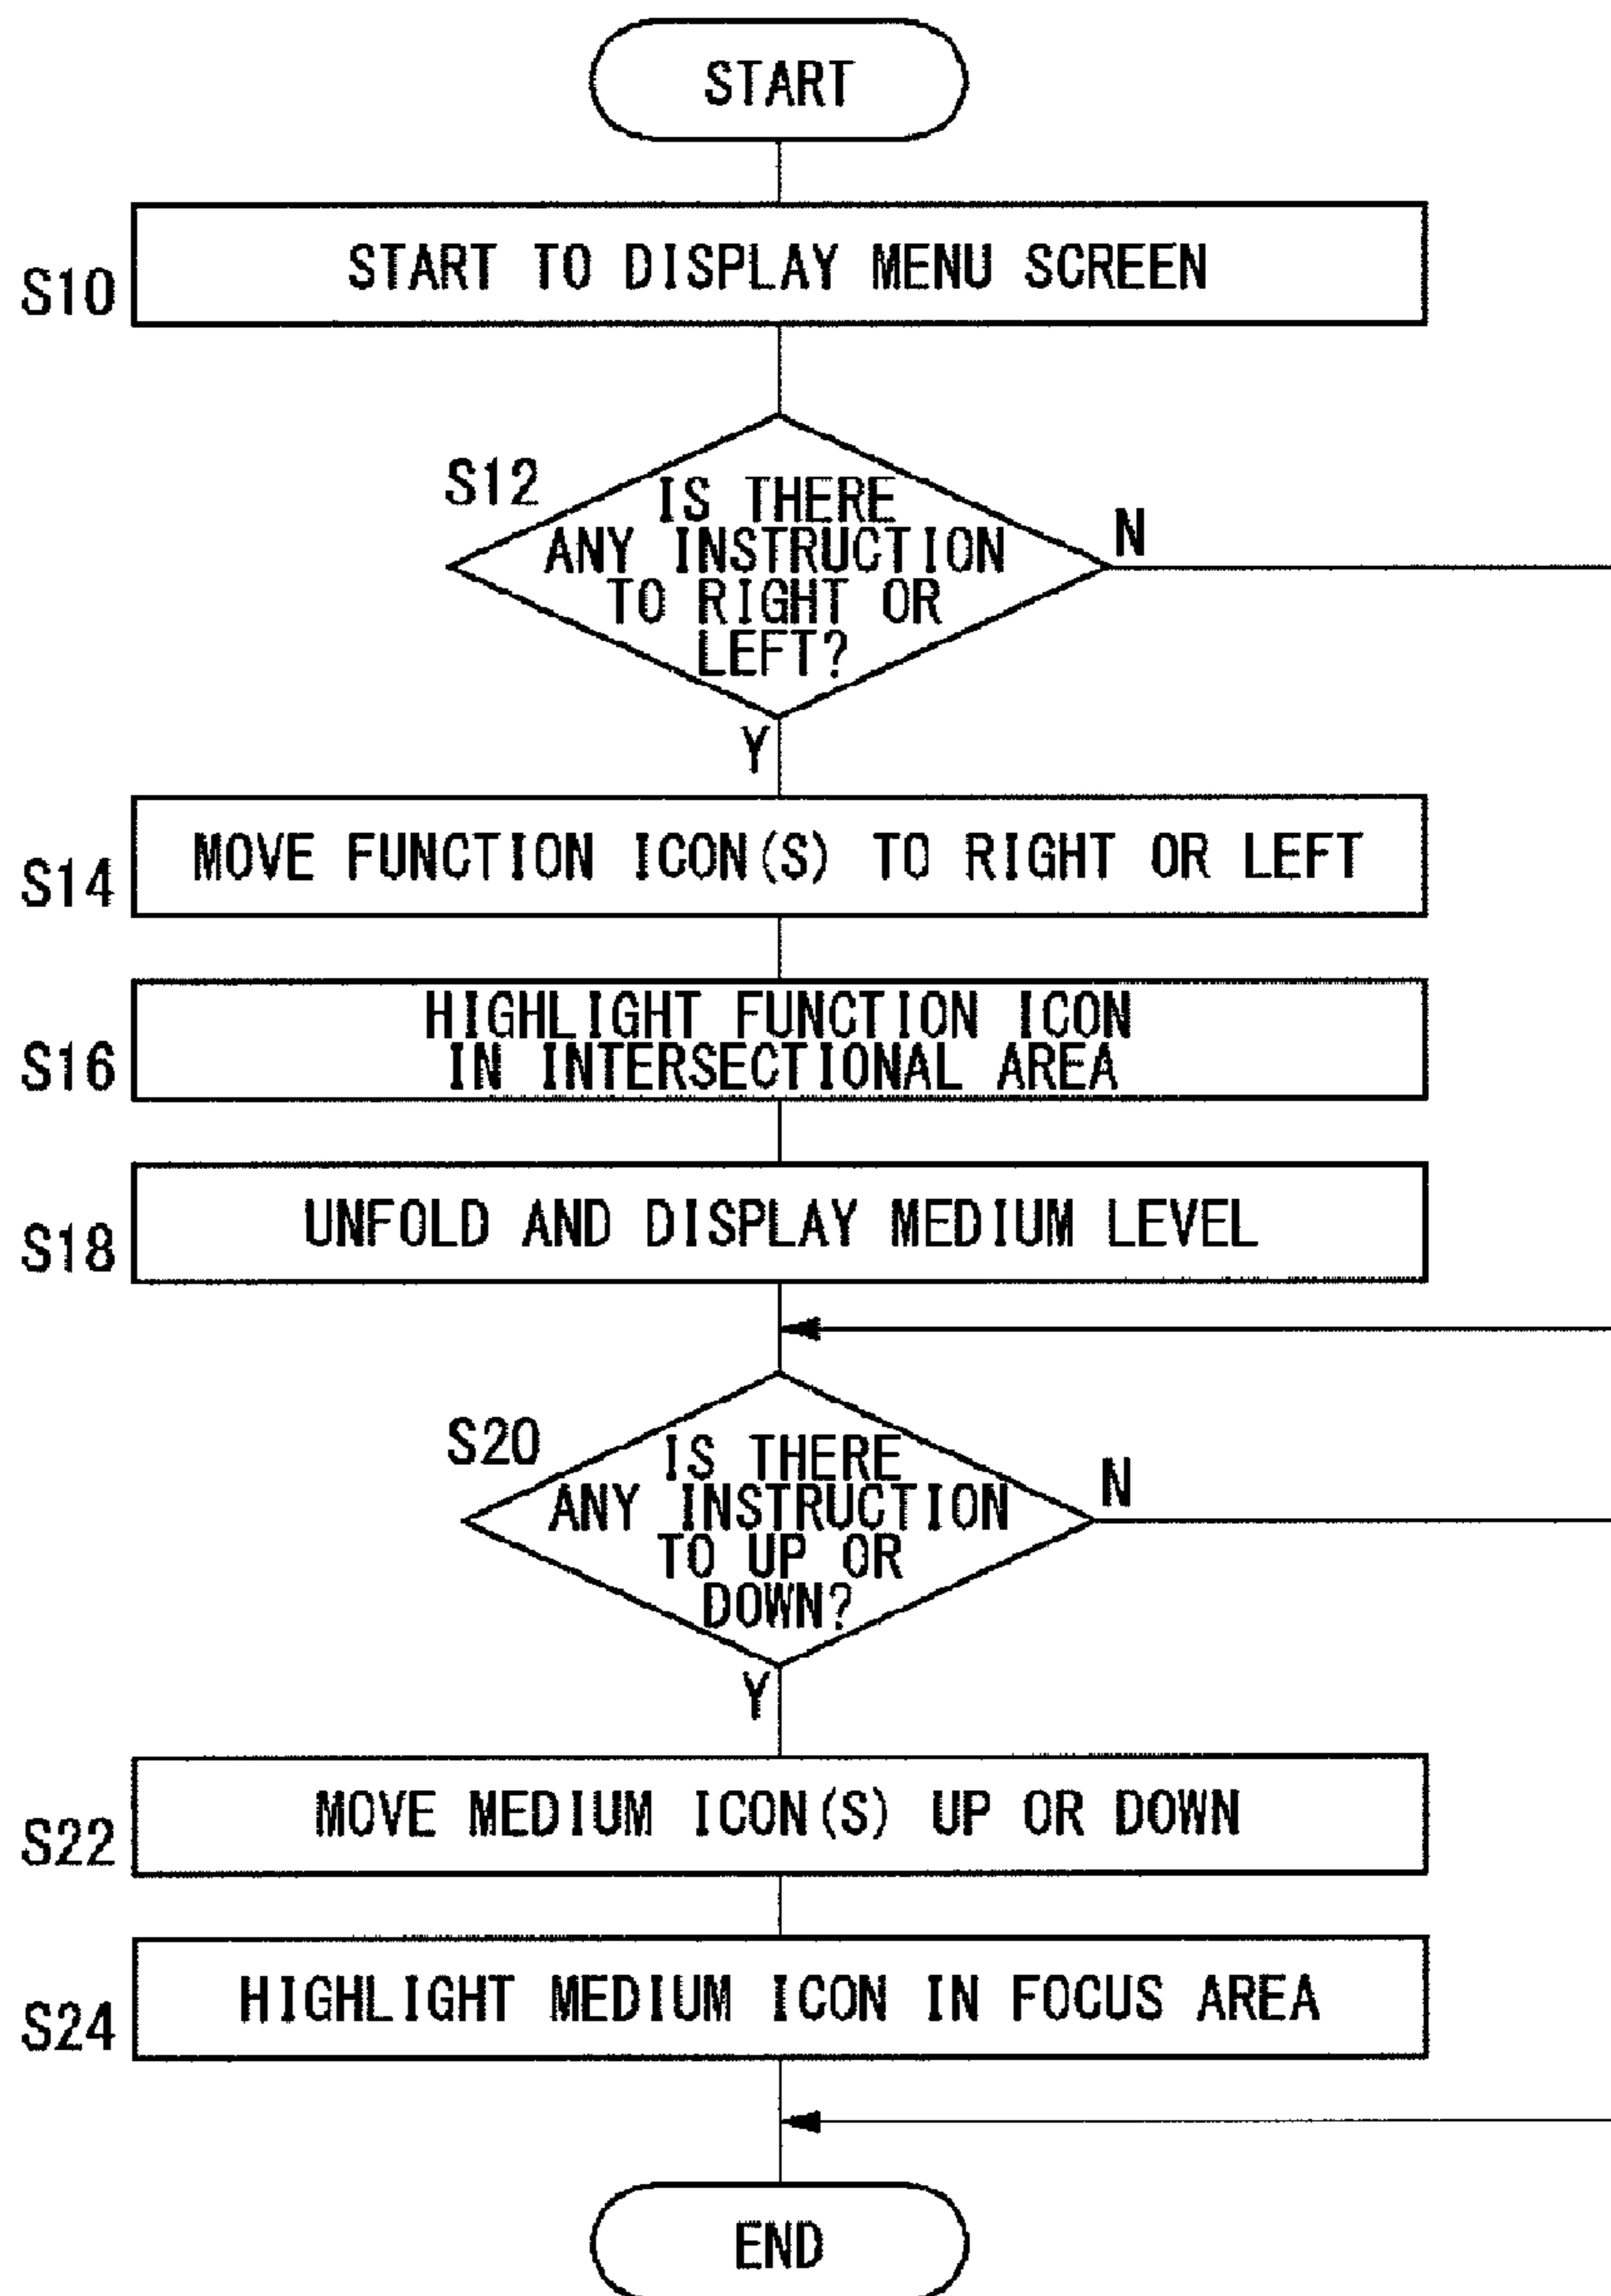 START
S10
START TO DISPLAY MENU SCREEN
S12
IS THERE
ANY INSTRUCTION
TO RIGHT OR
LEFT?
N
Y
S14
MOVE FUNCTION ICON(S) TO RIGHT OR LEFT
S16
HIGHLIGHT FUNCTION ICON
IN INTERSECTIONAL AREA
S18
UNFOLD AND DISPLAY MEDIUM LEVEL
S20
IS THERE
ANY INSTRUCTION
TO UP OR
DOWN?
N
Y
S22
MOVE MEDIUM ICON(S) UP OR DOWN
S24
HIGHLIGHT MEDIUM ICON IN FOCUS AREA
END